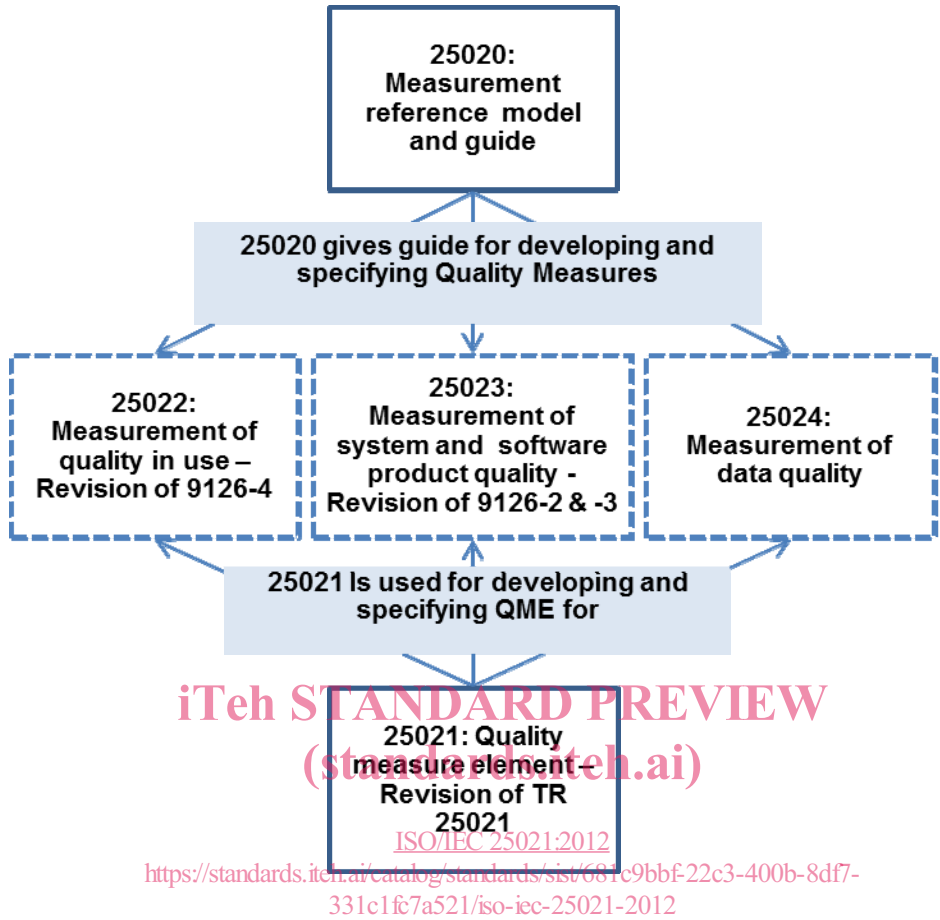 25020:
Measurement
reference model
and guide
25020 gives guide for developing and
specifying Quality Measures
25022:
Measurement of
quality in use –
Revision of 9126-4
25023:
Measurement of
system and software
product quality -
Revision of 9126-2 & -3
25024:
Measurement of
data quality
25021 Is used for developing and
specifying QME for
iTeh STANDARD PREVIEW
(standards.iteh.ai)
25021: Quality
measure element –
Revision of TR
25021
ISO/IEC 25021:2012
https://standards.iteh.ai/catalog/standards/sist/681c9bbf-22c3-400b-8df7-
331c1fc7a521/iso-iec-25021-2012